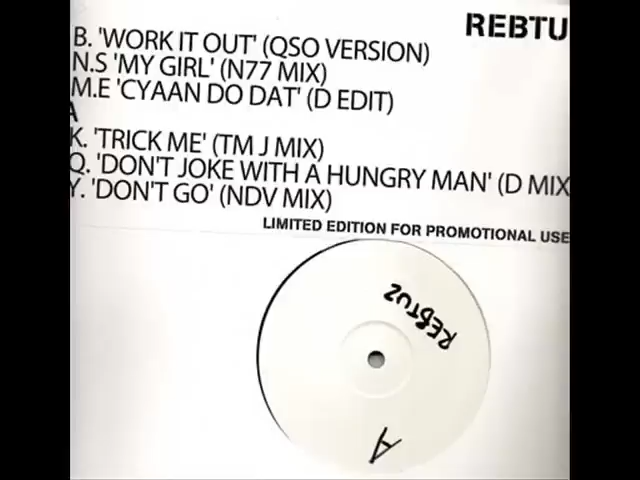 REBTU
B. 'WORK IT OUT' (QSO VERSION)
N.S 'MY GIRL' (N77 MIX)
M.E 'CYAAN DO DAT' (D EDIT)
A
K. 'TRICK ME' (TM J MIX)
Q. 'DON'T JOKE WITH A HUNGRY MAN' (D MIX
Y. 'DON'T GO' (NDV MIX)
LIMITED EDITION FOR PROMOTIONAL USE
REBTUZ
A